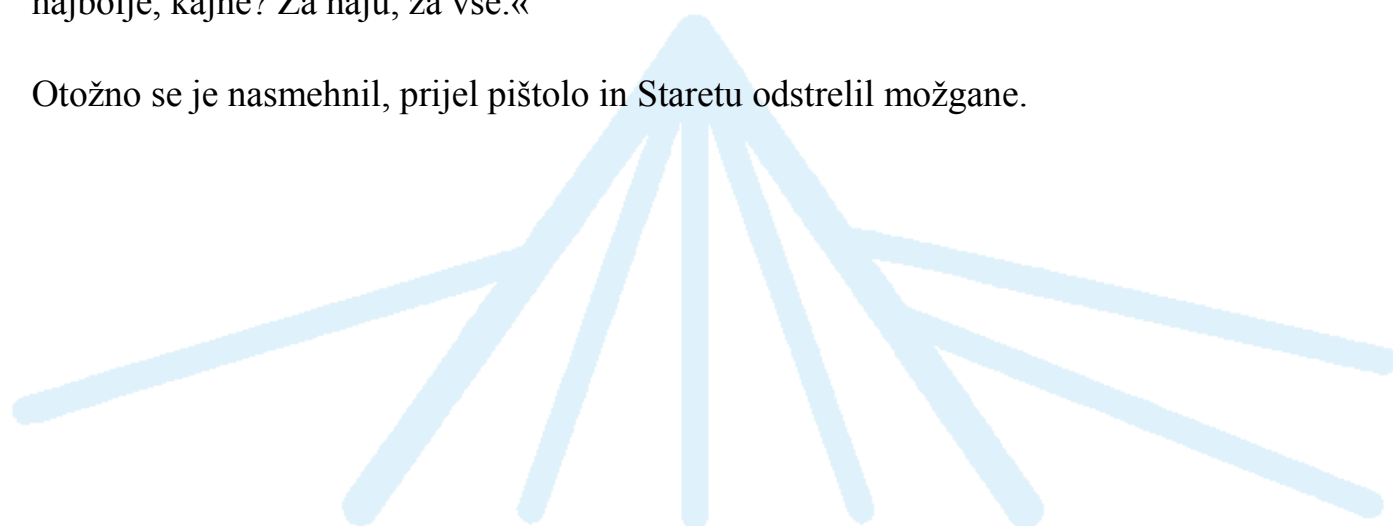 najbolje, kajne? Za naju, za vse.«
Otožno se je nasmehnil, prijel pištolo in Staretu odstrelil možgane.